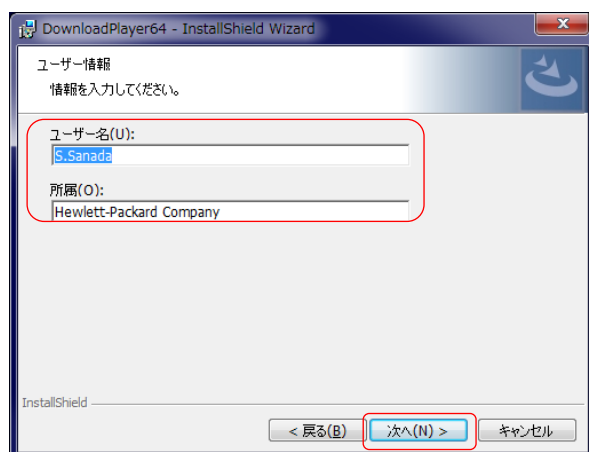 DownloadPlayer64 - InstallShield Wizard
ユーザー情報
情報を入力してください。
ユーザー名(U):
S.Sanada
所属(O):
Hewlett-Packard Company
InstallShield
< 戻る(B) 次へ(N) > キャンセル